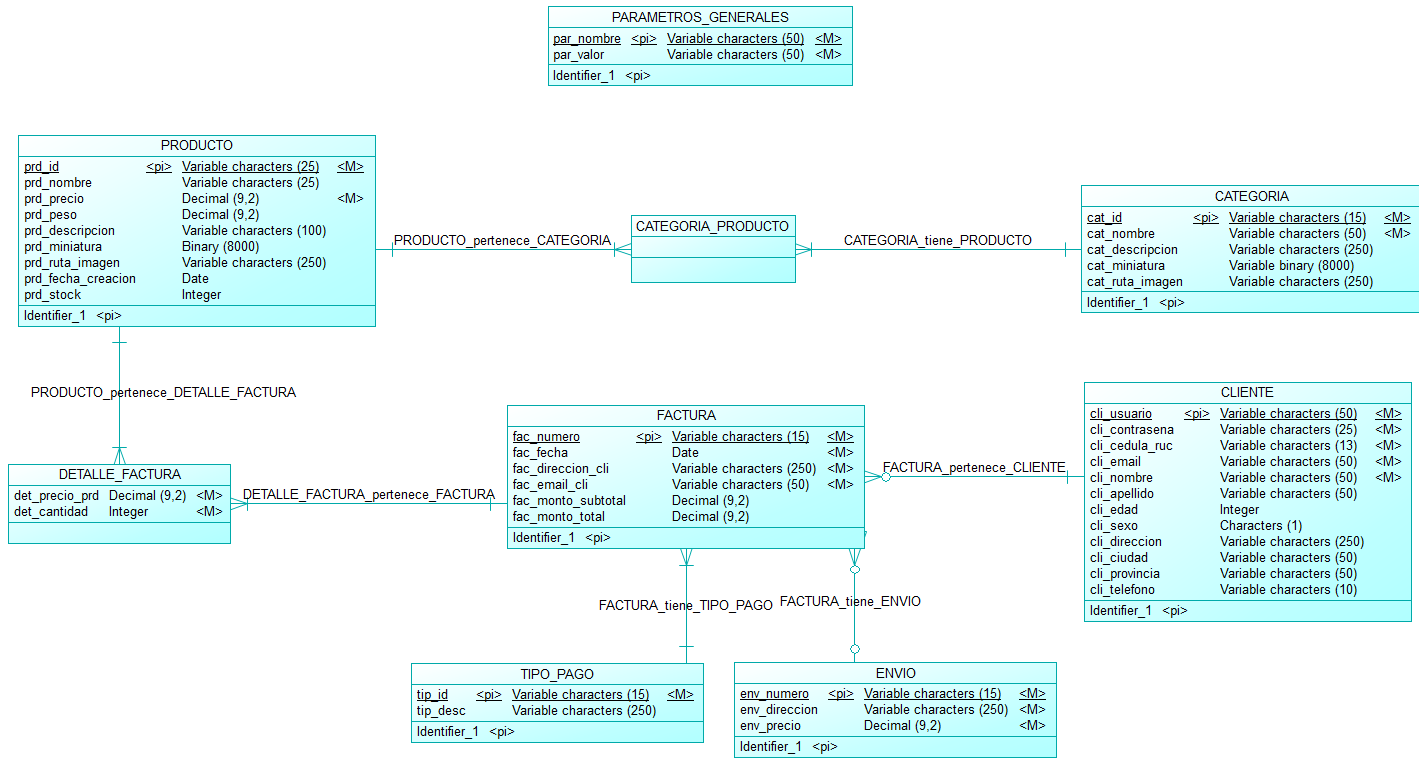 PARAMETROS_GENERALES
par_nombre <pi> Variable characters (50) <M>
par_valor Variable characters (50) <M>
Identifier_1 <pi>
PRODUCTO
prd_id <pi> Variable characters (25) <M>
prd_nombre Variable characters (25)
prd_precio Decimal (9,2) <M>
prd_peso Decimal (9,2)
prd_descripcion Variable characters (100)
prd_miniatura Binary (8000)
prd_ruta_imagen Variable characters (250)
prd_fecha_creacion Date
prd_stock Integer
Identifier_1 <pi>
PRODUCTO_pertenece_CATEGORIA
CATEGORIA_PRODUCTO
CATEGORIA_tiene_PRODUCTO
CATEGORIA
cat_id <pi> Variable characters (15) <M>
cat_nombre Variable characters (50) <M>
cat_descripcion Variable characters (250)
cat_miniatura Variable binary (8000)
cat_ruta_imagen Variable characters (250)
Identifier_1 <pi>
PRODUCTO_pertenece_DETALLE_FACTURA
DETALLE_FACTURA
det_precio_prd Decimal (9,2) <M>
det_cantidad Integer <M>
DETALLE_FACTURA_pertenece_FACTURA
FACTURA
fac_numero <pi> Variable characters (15) <M>
fac_fecha Date <M>
fac_direccion_cli Variable characters (250) <M>
fac_email_cli Variable characters (50) <M>
fac_monto_subtotal Decimal (9,2)
fac_monto_total Decimal (9,2)
Identifier_1 <pi>
FACTURA_pertenece_CLIENTE
CLIENTE
cli_usuario <pi> Variable characters (50) <M>
cli_contrasena Variable characters (25) <M>
cli_cedula_ruc Variable characters (13) <M>
cli_email Variable characters (50) <M>
cli_nombre Variable characters (50) <M>
cli_apellido Variable characters (50)
cli_edad Integer
cli_sexo Characters (1)
cli_direccion Variable characters (250)
cli_ciudad Variable characters (50)
cli_provincia Variable characters (50)
cli_telefono Variable characters (10)
Identifier_1 <pi>
FACTURA_tiene_TIPO_PAGO
FACTURA_tiene_ENVIO
TIPO_PAGO
tip_id <pi> Variable characters (15) <M>
tip_desc Variable characters (250)
Identifier_1 <pi>
ENVIO
env_numero <pi> Variable characters (15) <M>
env_direccion Variable characters (250) <M>
env_precio Decimal (9,2) <M>
Identifier_1 <pi>